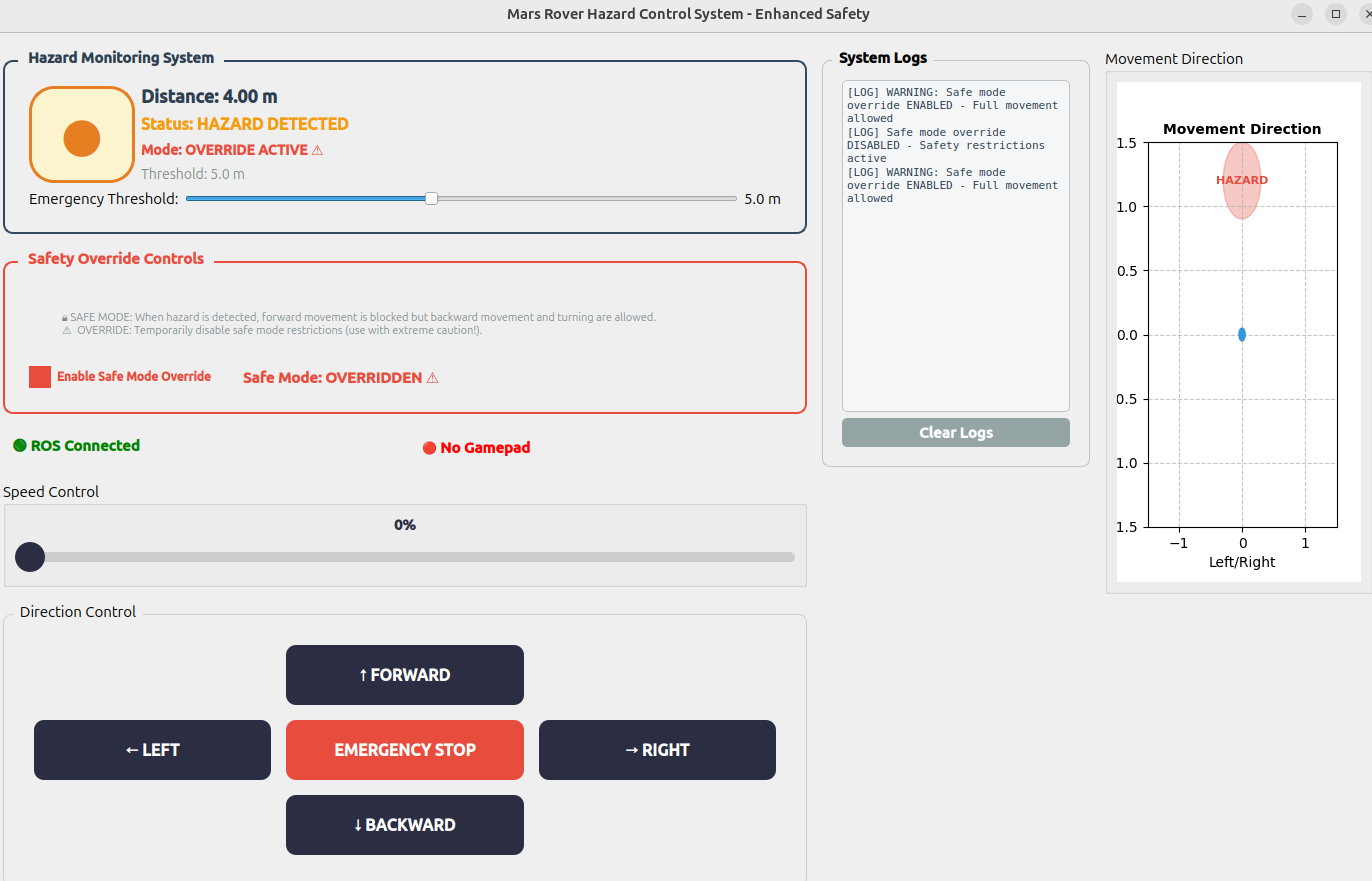 Mars Rover Hazard Control System - Enhanced Safety
Hazard Monitoring System
Distance: 4.00 m
Status: HAZARD DETECTED
Mode: OVERRIDE ACTIVE ⚠
Threshold: 5.0 m
Emergency Threshold: 5.0 m
Safety Override Controls
🔒 SAFE MODE: When hazard is detected, forward movement is blocked but backward movement and turning are allowed.
⚠ OVERRIDE: Temporarily disable safe mode restrictions (use with extreme caution!).
Enable Safe Mode Override
Safe Mode: OVERRIDDEN ⚠
ROS Connected
No Gamepad
Speed Control
0%
Direction Control
↑ FORWARD
← LEFT
EMERGENCY STOP
→ RIGHT
↓ BACKWARD
System Logs
[LOG] WARNING: Safe mode
override ENABLED - Full movement
allowed
[LOG] Safe mode override
DISABLED - Safety restrictions
active
[LOG] WARNING: Safe mode
override ENABLED - Full movement
allowed
Clear Logs
Movement Direction
Movement Direction
1.5
HAZARD
1.0
0.5
0.0
0.5
1.0
1.5
−1 0 1
Left/Right